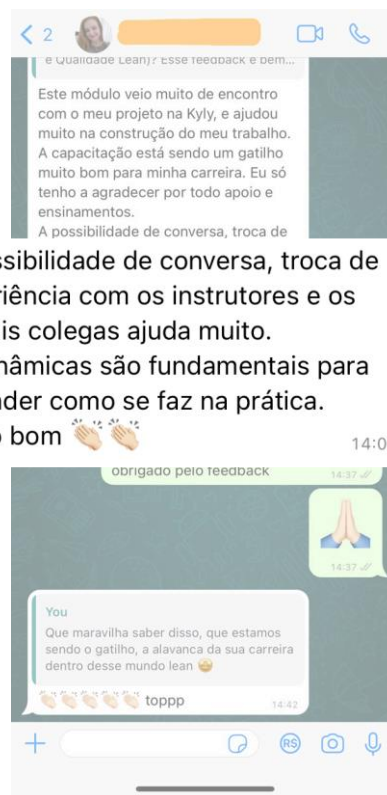 2
e Qualidade Lean)? Esse feedback é bem...
Este módulo veio muito de encontro
com o meu projeto na Kyly, e ajudou
muito na construção do meu trabalho.
A capacitação está sendo um gatilho
muito bom para minha carreira. Eu só
tenho a agradecer por todo apoio e
ensinamentos.
A possibilidade de conversa, troca de
ssibilidade de conversa, troca de
riência com os instrutores e os
is colegas ajuda muito.
nâmicas são fundamentais para
nder como se faz na prática.
o bom 👏🏻👏🏻
14:0
obrigado pelo feedback
14:37
🙏🏻
14:37
You
Que maravilha saber disso, que estamos
sendo o gatilho, a alavanca da sua carreira
dentro desse mundo lean 🤩
👏🏻👏🏻👏🏻👏🏻👏🏻 toppp
14:42
RS